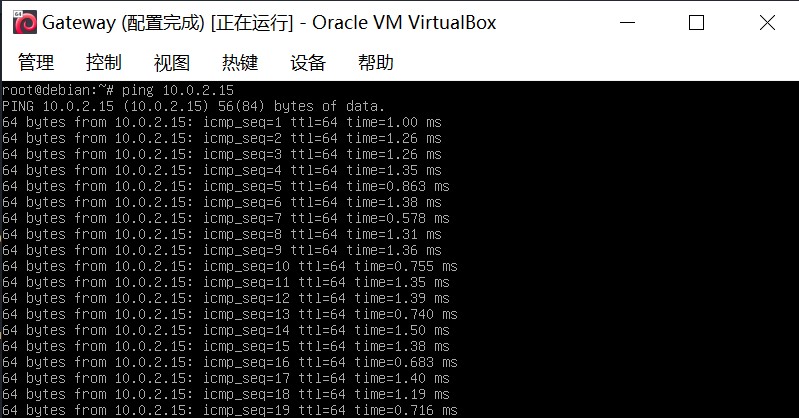 64
Gateway (配置完成) [正在运行] - Oracle VM VirtualBox
管理 控制 视图 热键 设备 帮助
root@debian:~# ping 10.0.2.15
PING 10.0.2.15 (10.0.2.15) 56(84) bytes of data.
64 bytes from 10.0.2.15: icmp_seq=1 ttl=64 time=1.00 ms
64 bytes from 10.0.2.15: icmp_seq=2 ttl=64 time=1.26 ms
64 bytes from 10.0.2.15: icmp_seq=3 ttl=64 time=1.26 ms
64 bytes from 10.0.2.15: icmp_seq=4 ttl=64 time=1.35 ms
64 bytes from 10.0.2.15: icmp_seq=5 ttl=64 time=0.863 ms
64 bytes from 10.0.2.15: icmp_seq=6 ttl=64 time=1.38 ms
64 bytes from 10.0.2.15: icmp_seq=7 ttl=64 time=0.578 ms
64 bytes from 10.0.2.15: icmp_seq=8 ttl=64 time=1.31 ms
64 bytes from 10.0.2.15: icmp_seq=9 ttl=64 time=1.36 ms
64 bytes from 10.0.2.15: icmp_seq=10 ttl=64 time=0.755 ms
64 bytes from 10.0.2.15: icmp_seq=11 ttl=64 time=1.35 ms
64 bytes from 10.0.2.15: icmp_seq=12 ttl=64 time=1.39 ms
64 bytes from 10.0.2.15: icmp_seq=13 ttl=64 time=0.740 ms
64 bytes from 10.0.2.15: icmp_seq=14 ttl=64 time=1.50 ms
64 bytes from 10.0.2.15: icmp_seq=15 ttl=64 time=1.38 ms
64 bytes from 10.0.2.15: icmp_seq=16 ttl=64 time=0.683 ms
64 bytes from 10.0.2.15: icmp_seq=17 ttl=64 time=1.40 ms
64 bytes from 10.0.2.15: icmp_seq=18 ttl=64 time=1.19 ms
64 bytes from 10.0.2.15: icmp_seq=19 ttl=64 time=0.716 ms